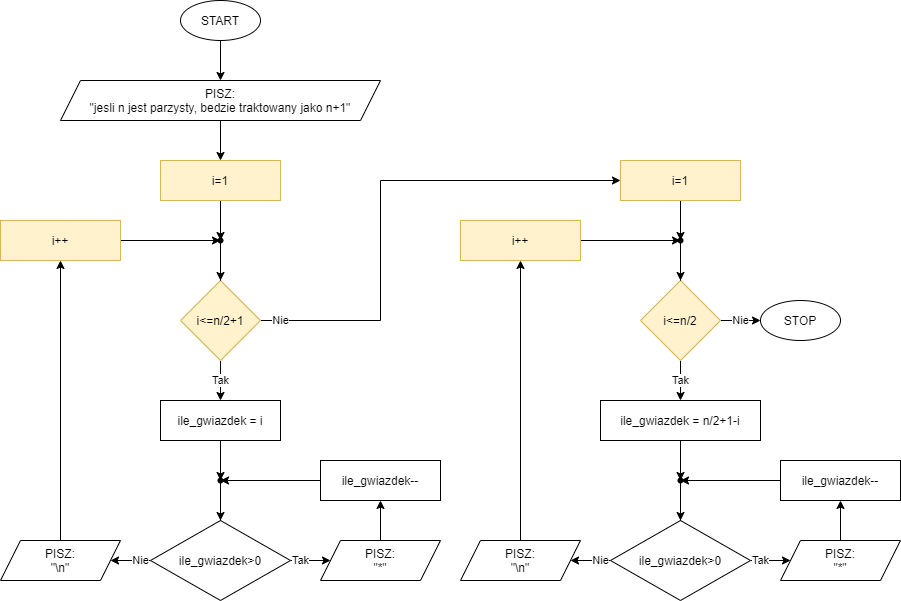 START
PISZ:
"jesli n jest parzysty, bedzie traktowany jako n+1"
i=1
i++
i<=n/2+1
Nie
Tak
ile_gwiazdek = i
ile_gwiazdek--
ile_gwiazdek>0
Nie
Tak
PISZ:
"\n"
PISZ:
"*"
i=1
i++
i<=n/2
Nie
STOP
Tak
ile_gwiazdek = n/2+1-i
ile_gwiazdek--
ile_gwiazdek>0
Nie
Tak
PISZ:
"\n"
PISZ:
"*"